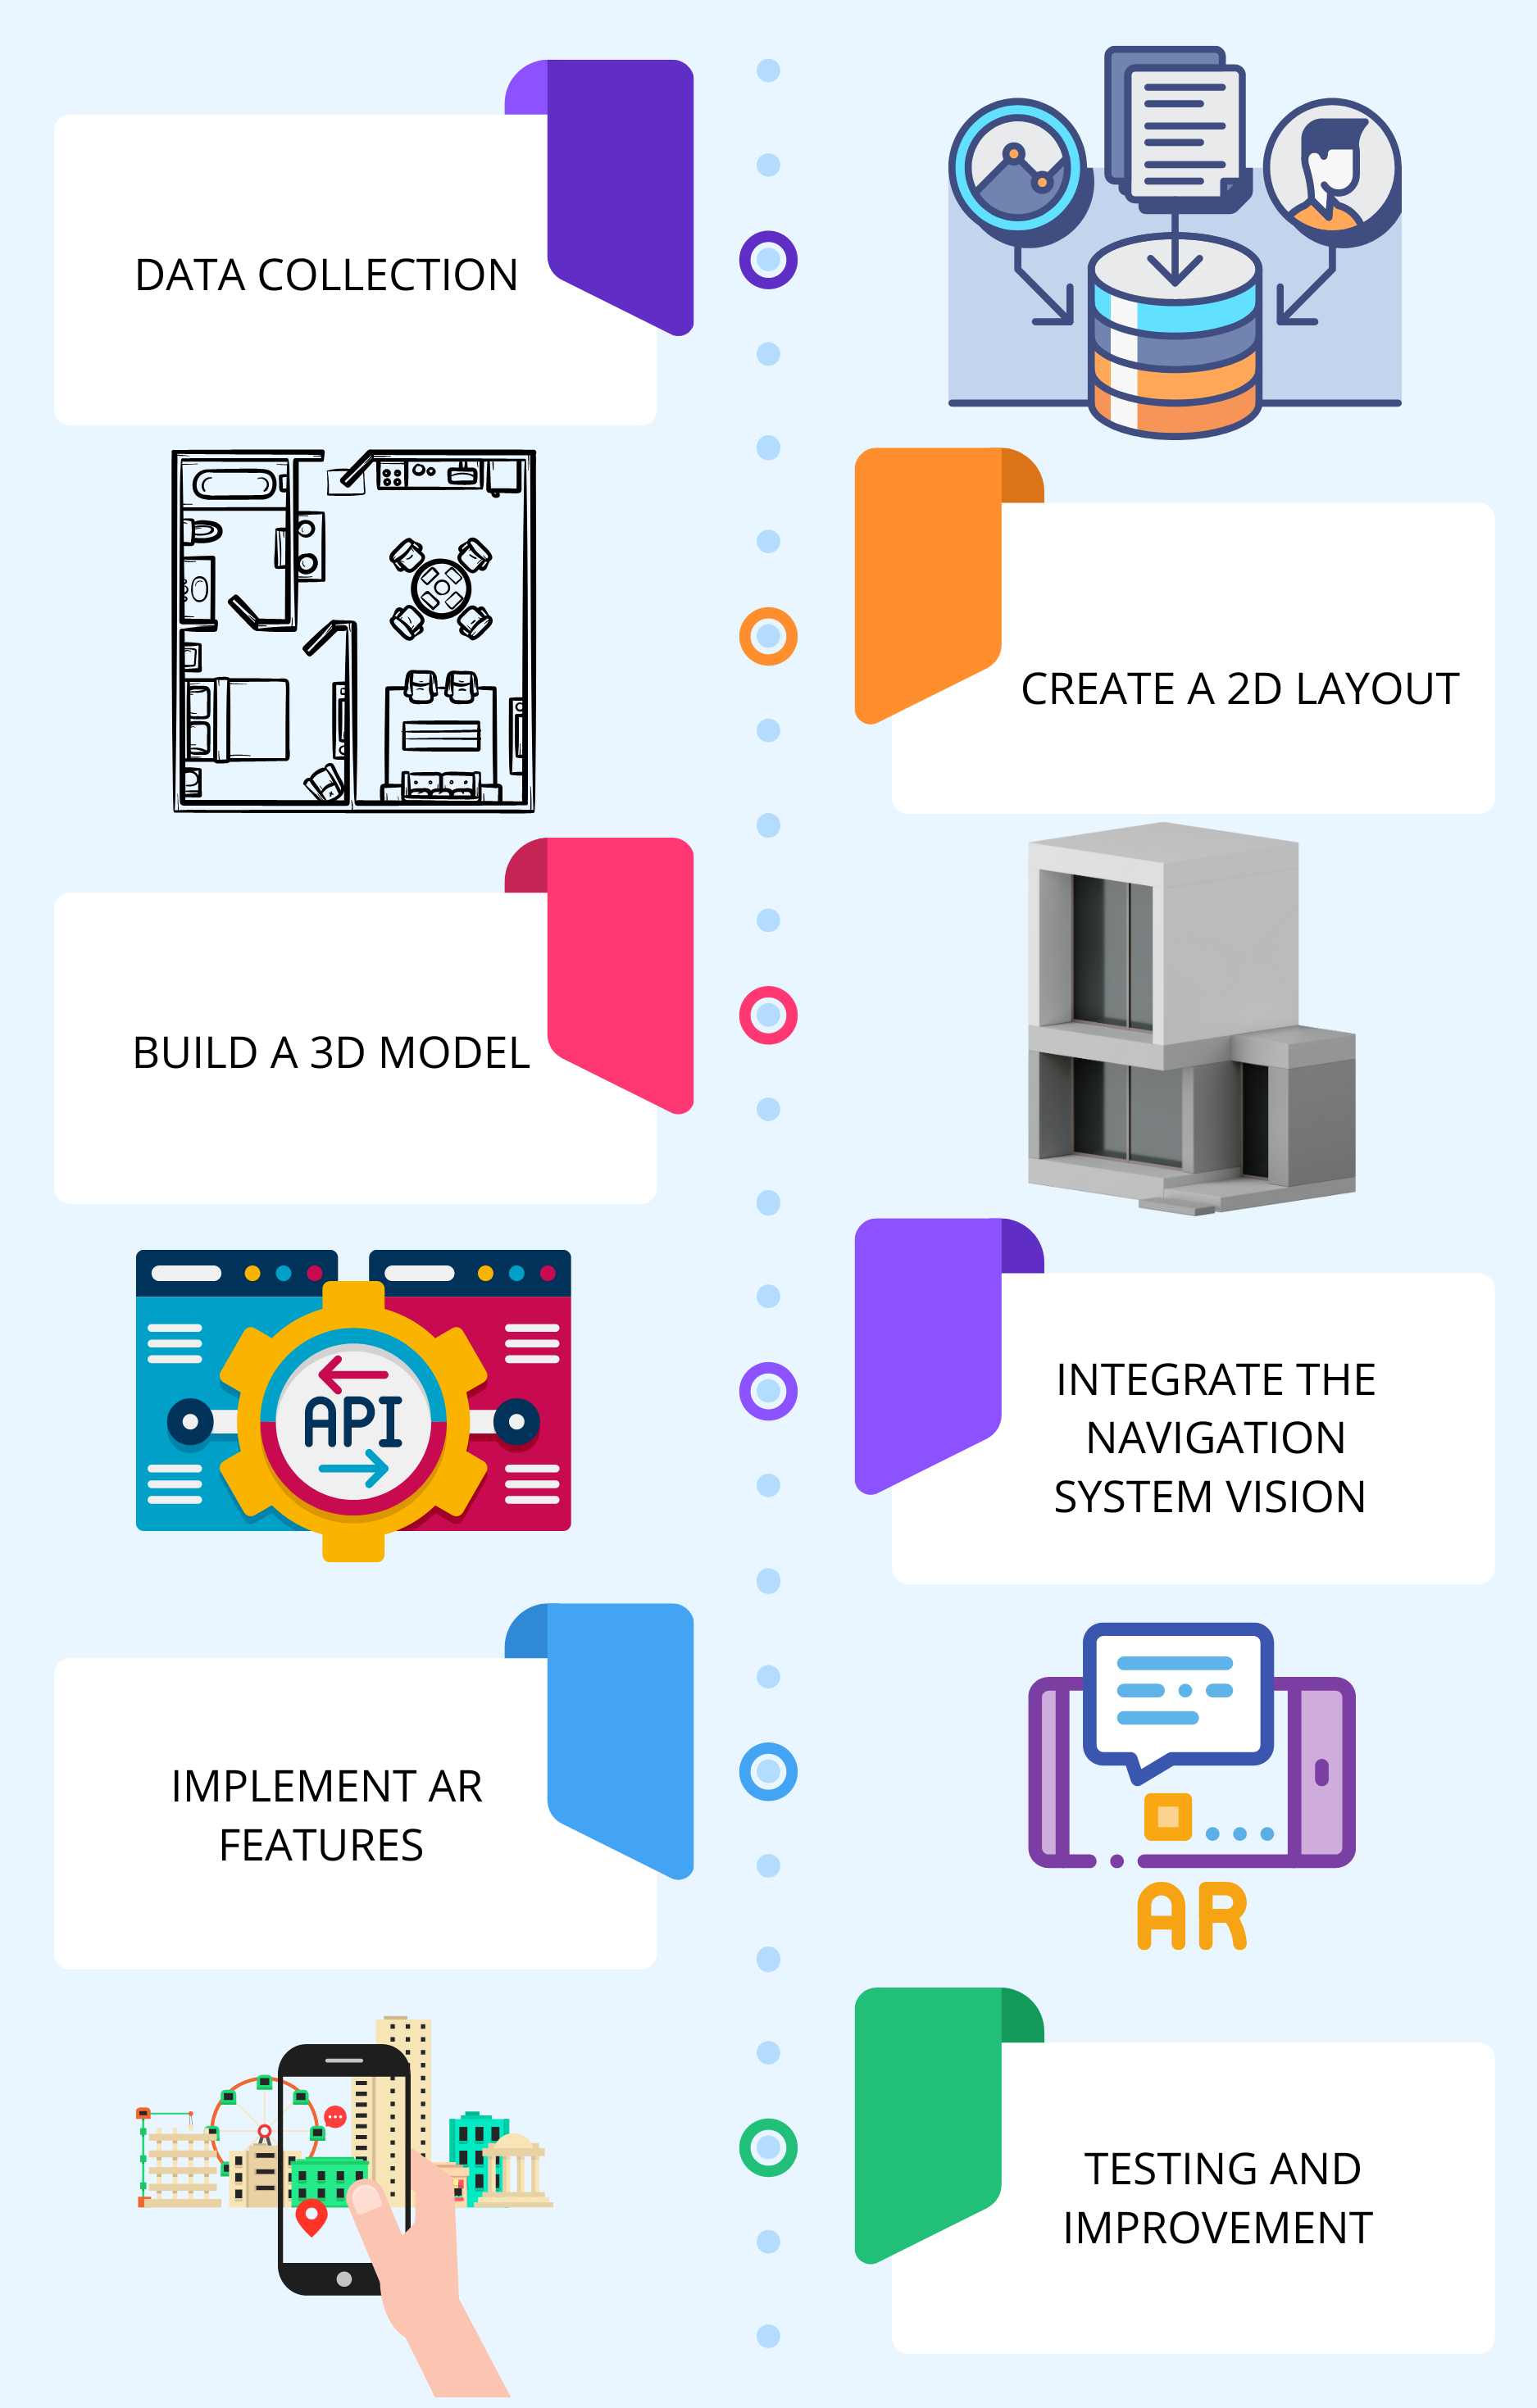 DATA COLLECTION
CREATE A 2D LAYOUT
BUILD A 3D MODEL
API
INTEGRATE THE
NAVIGATION
SYSTEM VISION
IMPLEMENT AR
FEATURES
AR
TESTING AND
IMPROVEMENT